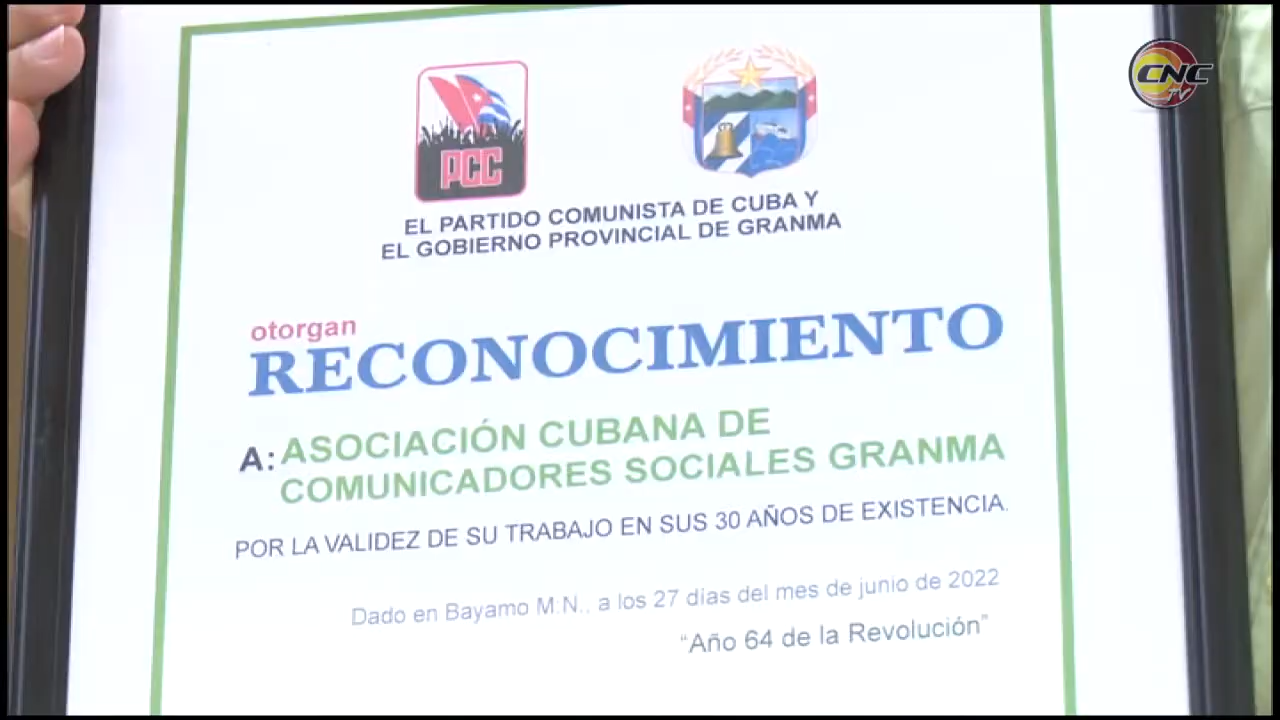 CNC
TV
PCC
EL PARTIDO COMUNISTA DE CUBA Y
EL GOBIERNO PROVINCIAL DE GRANMA
otorgan
RECONOCIMIENTO
A: ASOCIACIÓN CUBANA DE
COMUNICADORES SOCIALES GRANMA
POR LA VALIDEZ DE SU TRABAJO EN SUS 30 AÑOS DE EXISTENCIA.
Dado en Bayamo M.N., a los 27 días del mes de junio de 2022
“Año 64 de la Revolución”